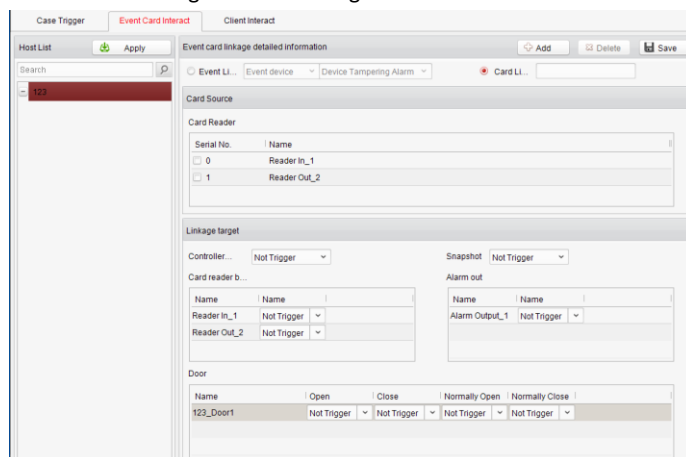 Case Trigger Event Card Interact Client Interact
Host List Apply Event card linkage detailed information Add Delete Save
Search Event Li... Event device Device Tampering Alarm Card Li...
123
Card Source
Card Reader
Serial No. Name
0 Reader In_1
1 Reader Out_2
Linkage target
Controller... Not Trigger Snapshot Not Trigger
Card reader b... Alarm out
Name Name Name Name
Reader In_1 Not Trigger Alarm Output_1 Not Trigger
Reader Out_2 Not Trigger
Door
Name Open Close Normally Open Normally Close
123_Door1 Not Trigger Not Trigger Not Trigger Not Trigger